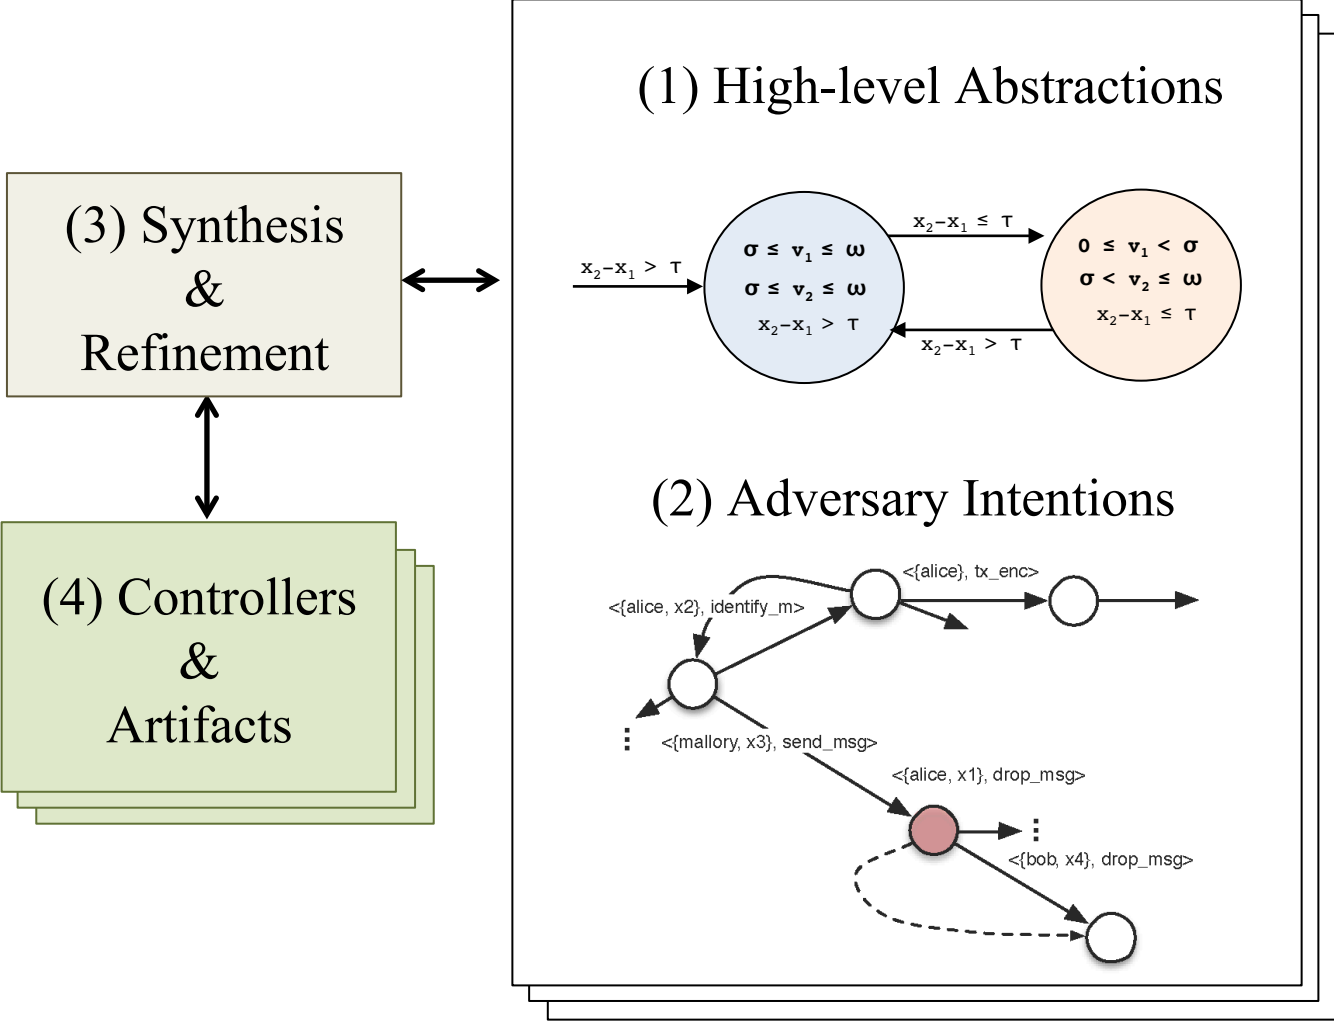 (1) High-level Abstractions
x₂-x₁ > τ
σ ≤ v₁ ≤ ω
σ ≤ v₂ ≤ ω
x₂-x₁ > τ
x₂-x₁ ≤ τ
x₂-x₁ > τ
0 ≤ v₁ < σ
σ < v₂ ≤ ω
x₂-x₁ ≤ τ
(2) Adversary Intentions
<{alice}, tx_enc>
<{alice, x2}, identify_m>
<{mallory, x3}, send_msg>
<{alice, x1}, drop_msg>
<{bob, x4}, drop_msg>
(3) Synthesis
&
Refinement
(4) Controllers
&
Artifacts